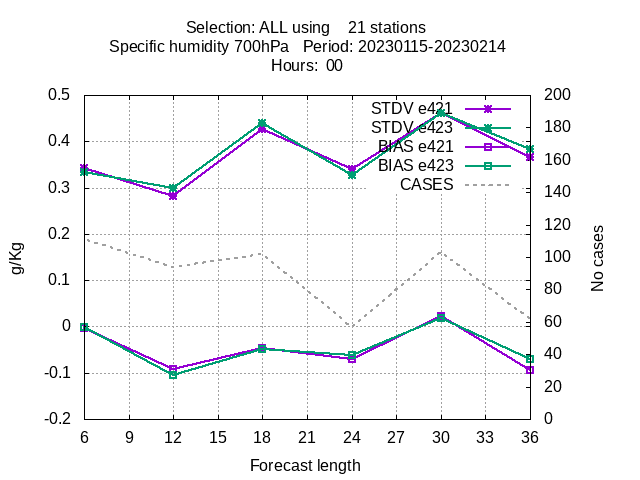 Selection: ALL using 21 stations
Specific humidity 700hPa Period: 20230115-20230214
Hours: 00
0.5
0.4
0.3
0.2
0.1
0
-0.1
-0.2
g/Kg
STDV e421
STDV e423
BIAS e421
BIAS e423
CASES
200
180
160
140
120
100
80
60
40
20
0
No cases
6 9 12 15 18 21 24 27 30 33 36
Forecast length